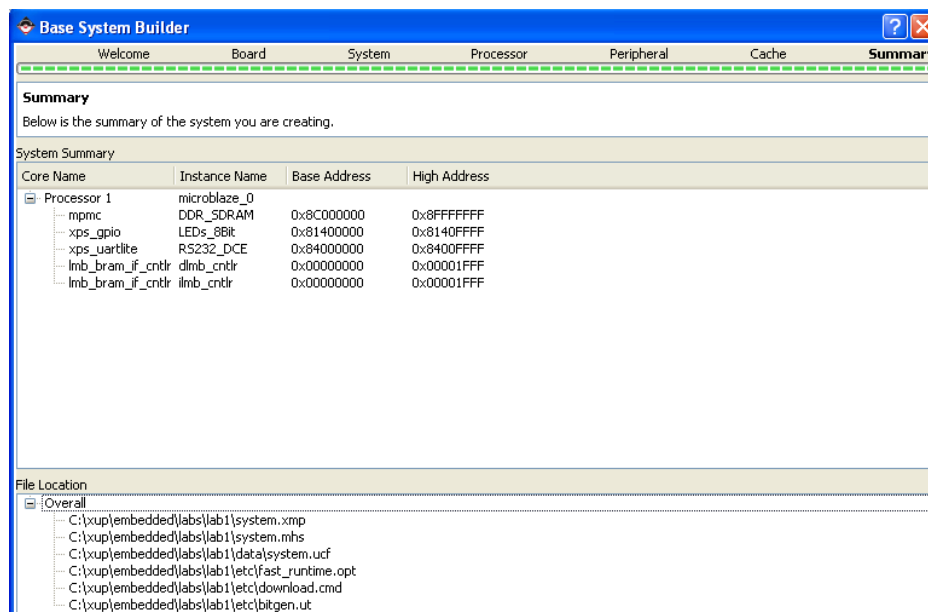 Base System Builder
Welcome Board System Processor Peripheral Cache Summar
Summary
Below is the summary of the system you are creating.
System Summary
Core Name Instance Name Base Address High Address
Processor 1 microblaze_0
mpmc DDR_SDRAM 0x8C000000 0x8FFFFFFF
xps_gpio LEDs_8Bit 0x81400000 0x8140FFFF
xps_uartlite RS232_DCE 0x84000000 0x8400FFFF
lmb_bram_if_cntlr dlmb_cntlr 0x00000000 0x00001FFF
lmb_bram_if_cntlr ilmb_cntlr 0x00000000 0x00001FFF
File Location
Overall
C:\xup\embedded\labs\lab1\system.xmp
C:\xup\embedded\labs\lab1\system.mhs
C:\xup\embedded\labs\lab1\data\system.ucf
C:\xup\embedded\labs\lab1\etc\fast_runtime.opt
C:\xup\embedded\labs\lab1\etc\download.cmd
C:\xup\embedded\labs\lab1\etc\bitgen.ut